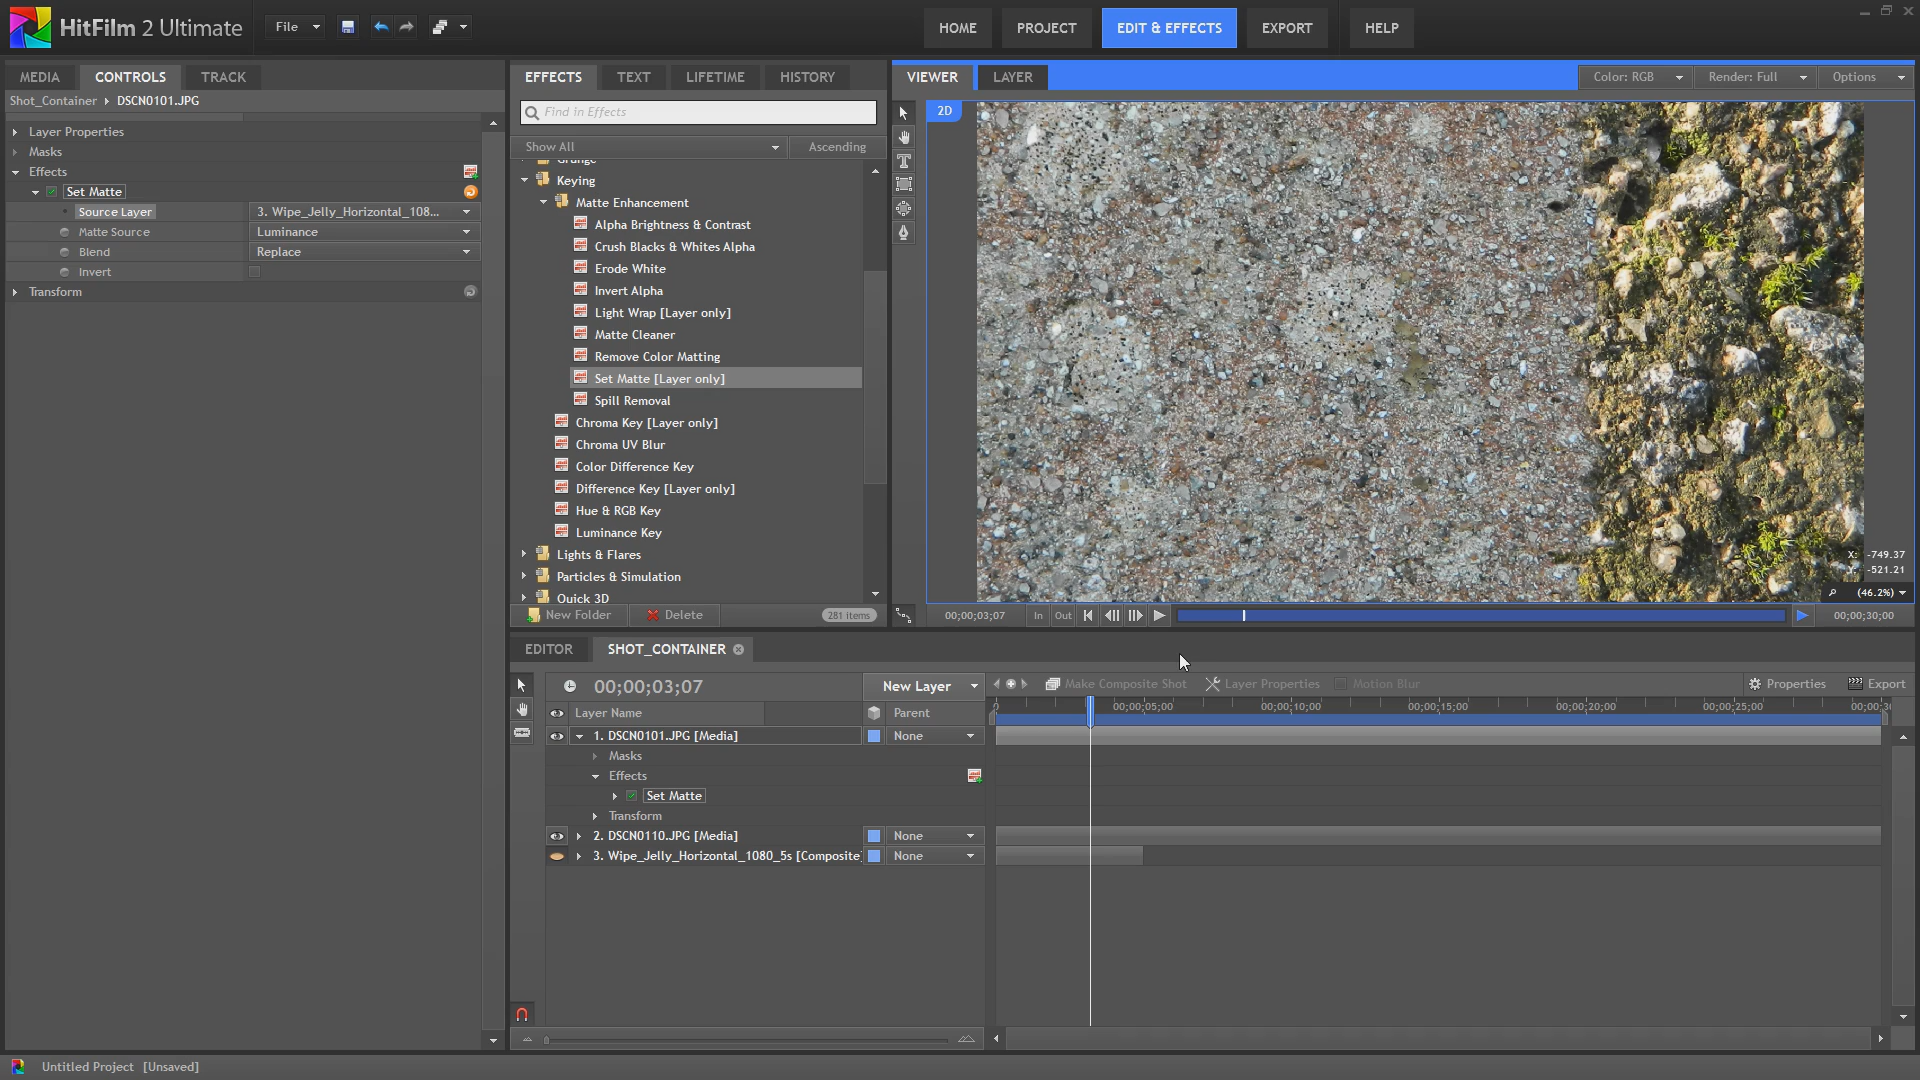 HitFilm 2 Ultimate
File
HOME
PROJECT
EDIT & EFFECTS
EXPORT
HELP
MEDIA
CONTROLS
TRACK
Shot_Container
DSCN0101.JPG
Layer Properties
Masks
Effects
Set Matte
Source Layer
3. Wipe_Jelly_Horizontal_108...
Matte Source
Luminance
Blend
Replace
Invert
Transform
EFFECTS
TEXT
LIFETIME
HISTORY
Find in Effects
Show All
Ascending
Grunge
Keying
Matte Enhancement
Alpha Brightness & Contrast
Crush Blacks & Whites Alpha
Erode White
Invert Alpha
Light Wrap [Layer only]
Matte Cleaner
Remove Color Matting
Set Matte [Layer only]
Spill Removal
Chroma Key [Layer only]
Chroma UV Blur
Color Difference Key
Difference Key [Layer only]
Hue & RGB Key
Luminance Key
Lights & Flares
Particles & Simulation
Quick 3D
New Folder
Delete
281 items
VIEWER
LAYER
Color: RGB
Render: Full
Options
2D
X: -749.37
Y: -521.21
(46.2%)
00;00;03;07
In
Out
00;00;30;00
EDITOR
SHOT_CONTAINER
00;00;03;07
New Layer
Make Composite Shot
Layer Properties
Motion Blur
Properties
Export
Layer Name
Parent
0
00;00;05;00
00;00;10;00
00;00;15;00
00;00;20;00
00;00;25;00
00;00;30
1. DSCN0101.JPG [Media]
None
Masks
Effects
Set Matte
Transform
2. DSCN0110.JPG [Media]
None
3. Wipe_Jelly_Horizontal_1080_5s [Composite
None
Untitled Project [Unsaved]